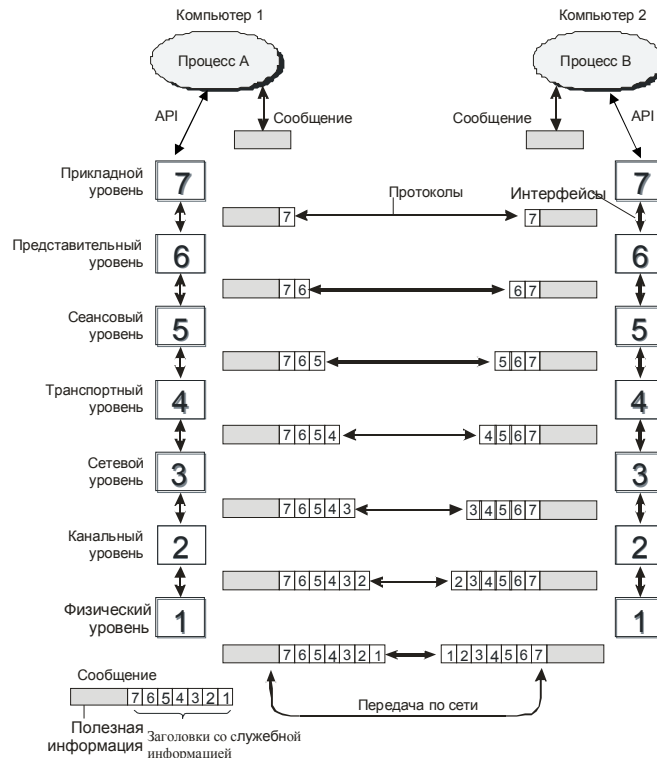 Компьютер 1
Компьютер 2
Процесс A
Процесс B
API
Сообщение
Сообщение
API
Прикладной
уровень
7
7
Протоколы
Интерфейсы
7
7
Представительный
уровень
6
6
7 6
6 7
Сеансовый
уровень
5
5
7 6 5
5 6 7
Транспортный
уровень
4
4
7 6 5 4
4 5 6 7
Сетевой
уровень
3
3
7 6 5 4 3
3 4 5 6 7
Канальный
уровень
2
2
7 6 5 4 3 2
2 3 4 5 6 7
Физический
уровень
1
1
7 6 5 4 3 2 1
1 2 3 4 5 6 7
Сообщение
7 6 5 4 3 2 1
Передача по сети
Полезная
информация
Заголовки со служебной
информацией